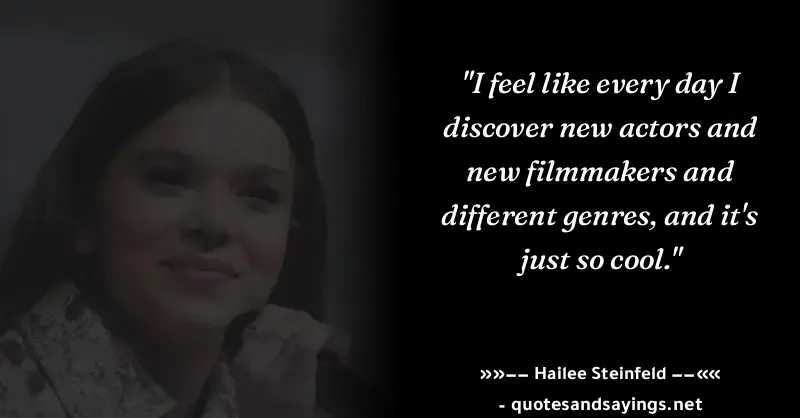 "I feel like every day I
discover new actors and
new filmmakers and
different genres, and it's
just so cool."
»»−− Hailee Steinfeld −−««
- quotesandsayings.net